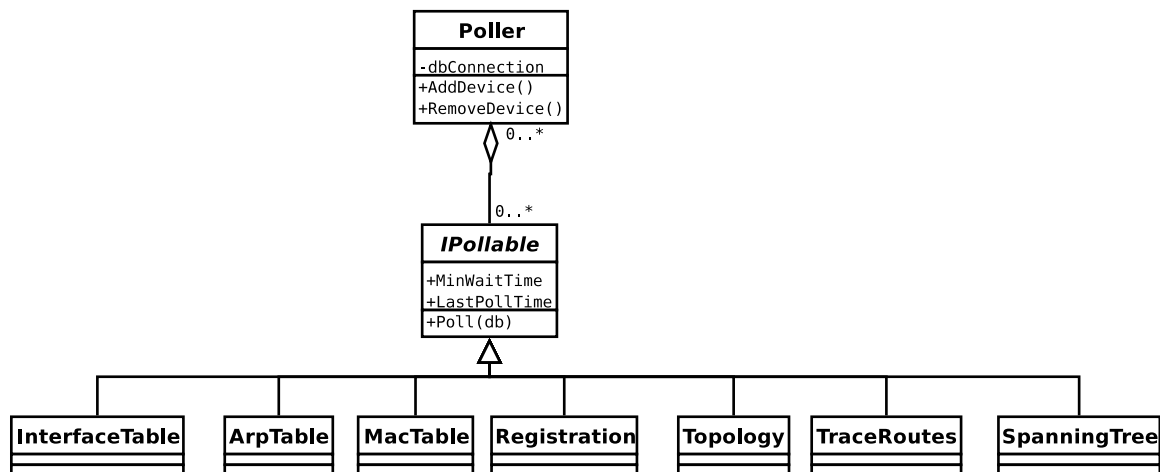 Poller
-dbConnection
+AddDevice()
+RemoveDevice()
0..*
0..*
IPollable
+MinWaitTime
+LastPollTime
+Poll(db)
InterfaceTable ArpTable MacTable Registration Topology TraceRoutes SpanningTree